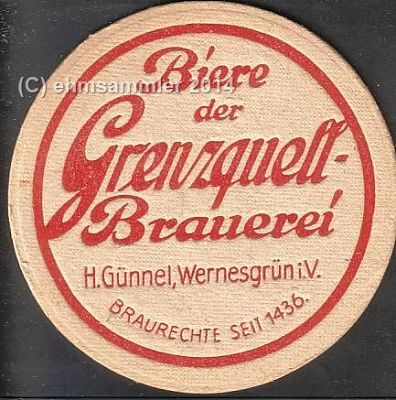 (C) ehmsammler 2014
Biere
der
Grenzquell-
Brauerei
H. Günnel, Wernesgrün i.V.
BRAURECHTE SEIT 1436.